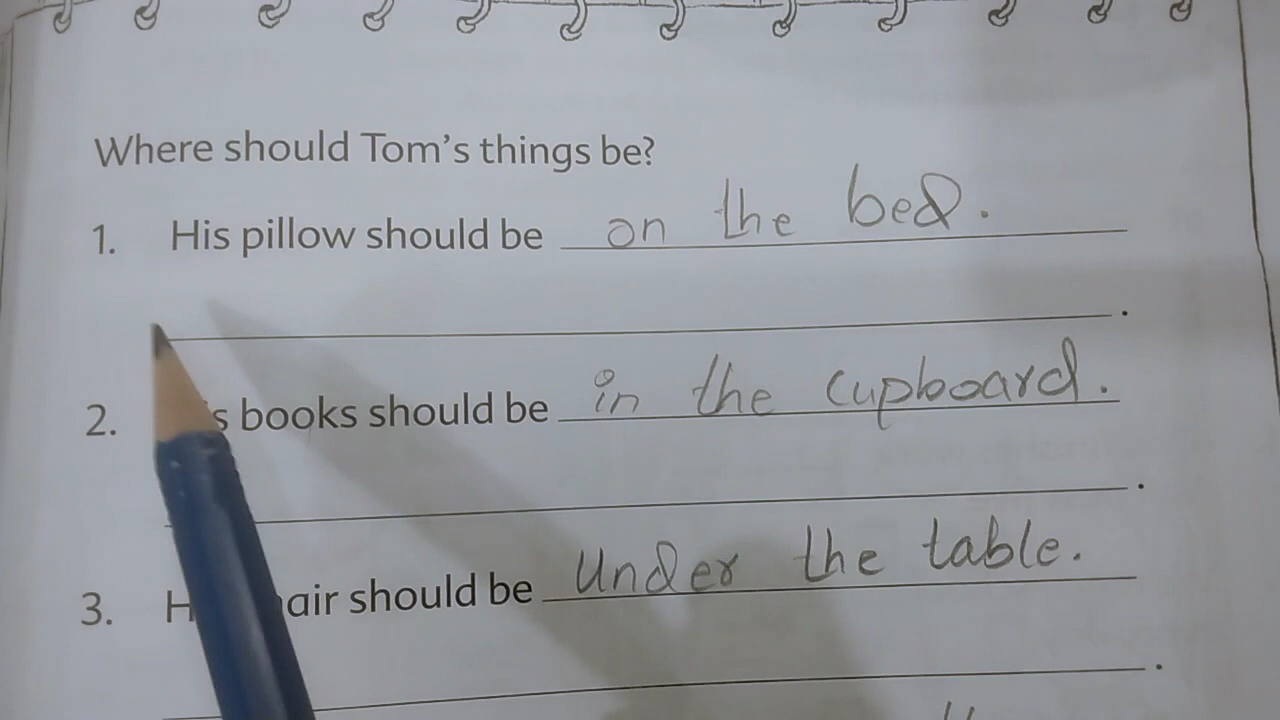 Where should Tom's things be?
1. His pillow should be on the bed.
.
2. s books should be in the cupboard.
.
3. H air should be Under the table.
.